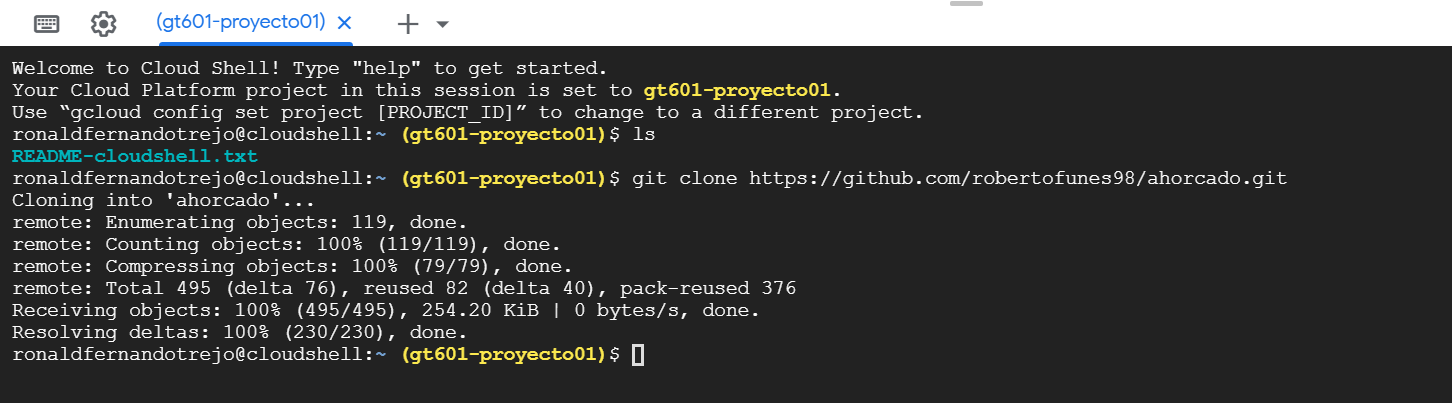 (gt601-proyecto01)
Welcome to Cloud Shell! Type "help" to get started.
Your Cloud Platform project in this session is set to gt601-proyecto01.
Use “gcloud config set project [PROJECT_ID]” to change to a different project.
ronaldfernandotrejo@cloudshell:~ (gt601-proyecto01)$ ls
README-cloudshell.txt
ronaldfernandotrejo@cloudshell:~ (gt601-proyecto01)$ git clone https://github.com/robertofunes98/ahorcado.git
Cloning into 'ahorcado'...
remote: Enumerating objects: 119, done.
remote: Counting objects: 100% (119/119), done.
remote: Compressing objects: 100% (79/79), done.
remote: Total 495 (delta 76), reused 82 (delta 40), pack-reused 376
Receiving objects: 100% (495/495), 254.20 KiB | 0 bytes/s, done.
Resolving deltas: 100% (230/230), done.
ronaldfernandotrejo@cloudshell:~ (gt601-proyecto01)$